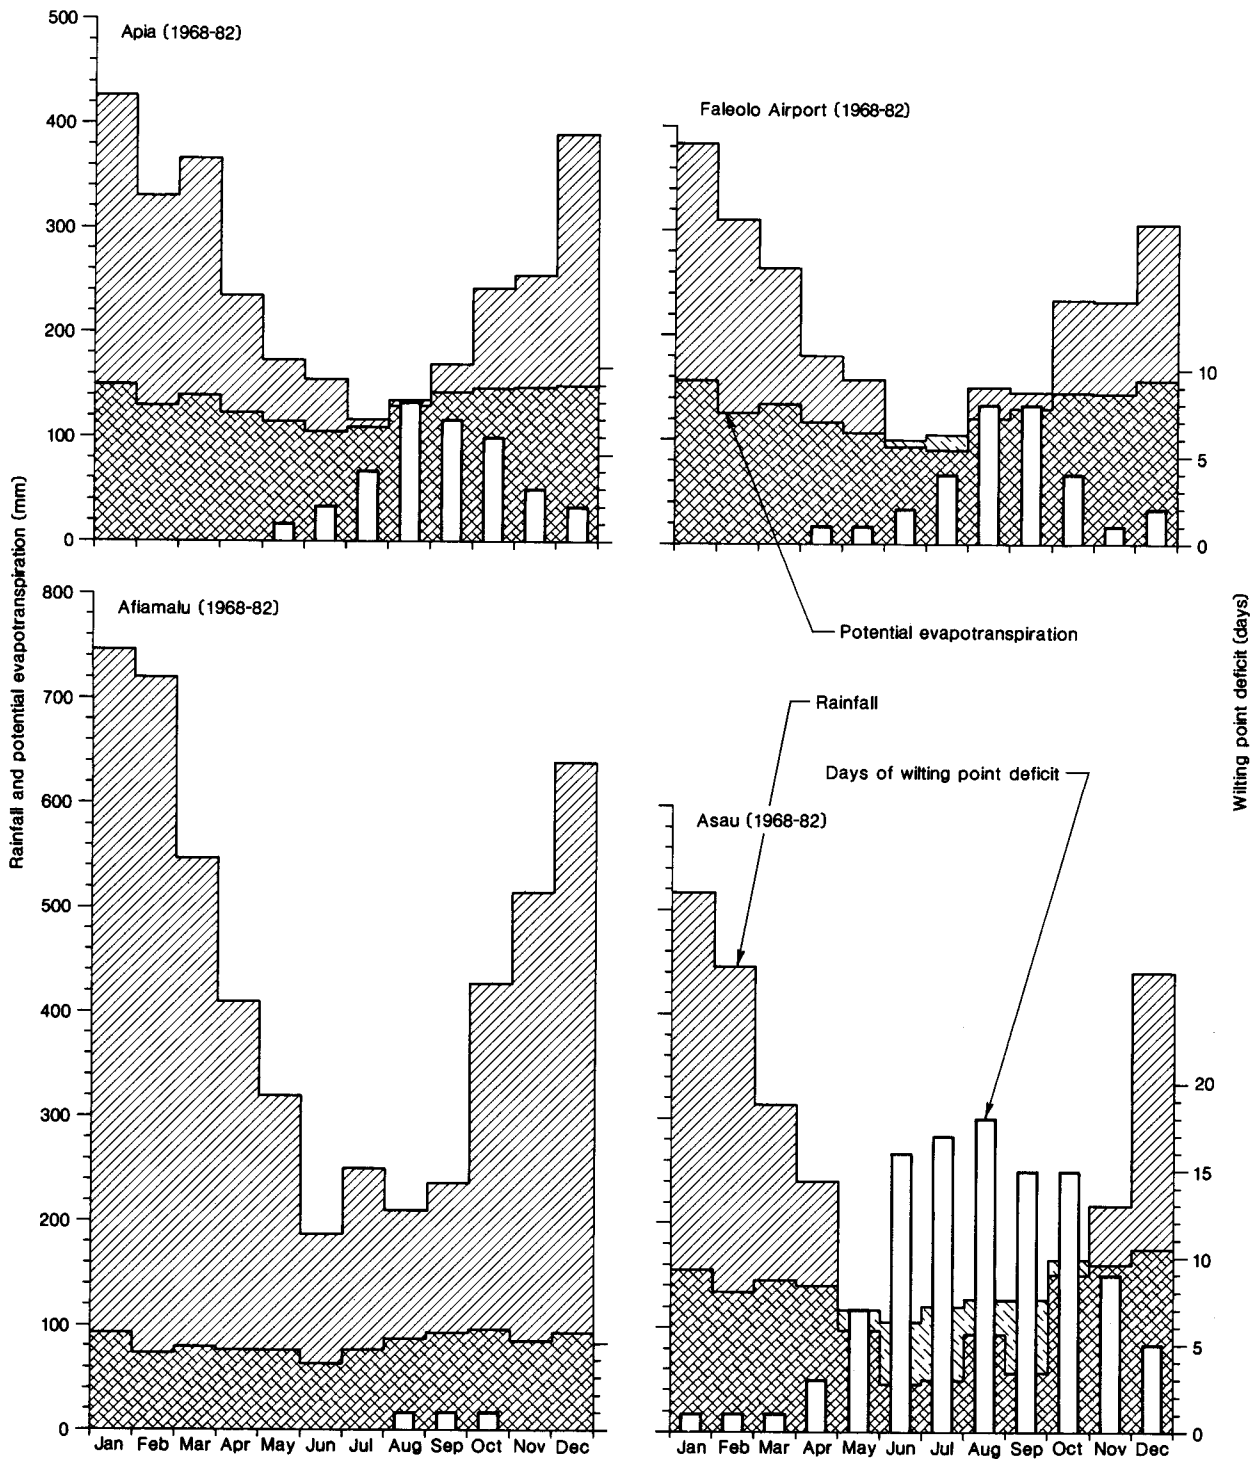 500
Apia (1968-82)
400
300
200
100
0
Faleolo Airport (1968-82)
10
5
0
Rainfall and potential evapotranspiration (mm)
800
Afiamalu (1968-82)
700
600
500
400
300
200
100
0
Jan Feb Mar Apr May Jun Jul Aug Sep Oct Nov Dec
Potential evapotranspiration
Rainfall
Days of wilting point deficit
Asau (1968-82)
20
15
10
5
0
Jan Feb Mar Apr May Jun Jul Aug Sep Oct Nov Dec
Wilting point deficit (days)